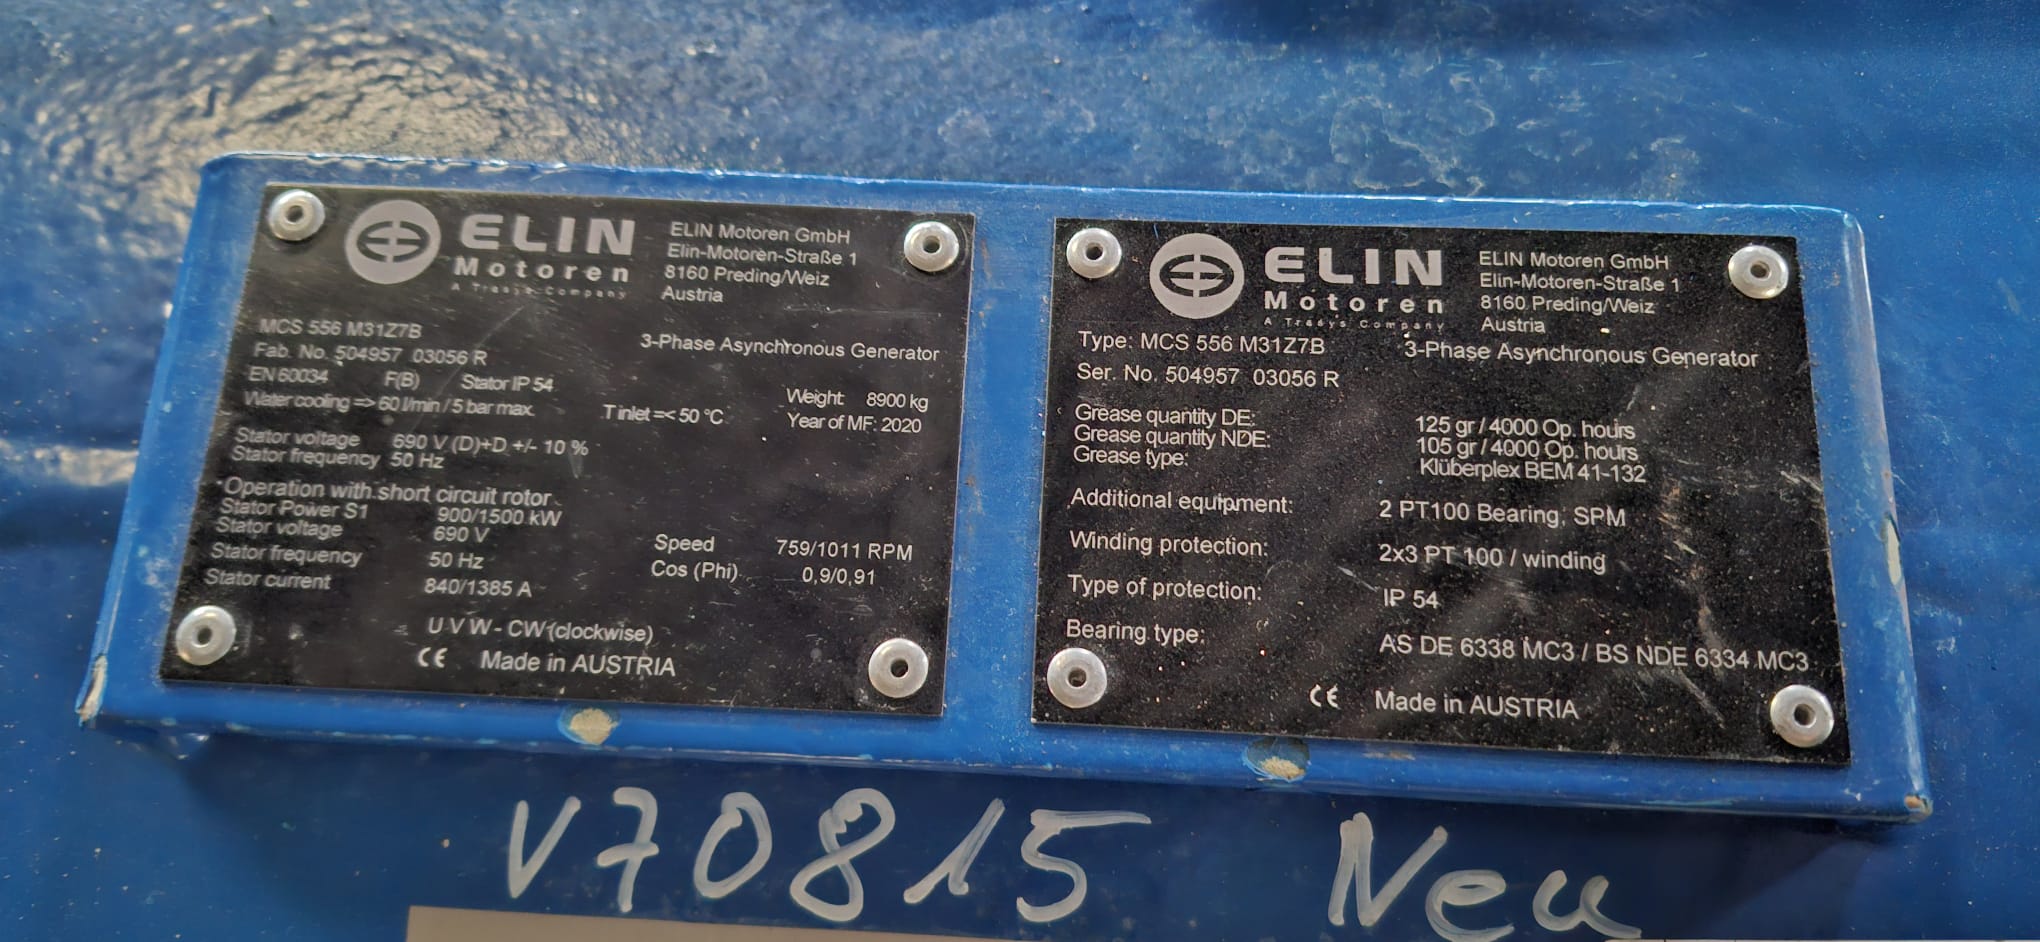 ELIN
Motoren
A Trasys Company
ELIN Motoren GmbH
Elin-Motoren-Straße 1
8160 Preding/Weiz
Austria
MCS 556 M31Z7B
3-Phase Asynchronous Generator
Fab. No. 504957 03056 R
EN 60034 F(B) Stator IP 54
Weight 8900 kg
Water cooling => 60 l/min / 5 bar max. T inlet =< 50 °C
Year of MF: 2020
Stator voltage 690 V (D)+D +/- 10 %
Stator frequency 50 Hz
Operation with short circuit rotor
Stator Power S1 900/1500 kW
Stator voltage 690 V
Speed 759/1011 RPM
Stator frequency 50 Hz
Cos (Phi) 0,9/0,91
Stator current 840/1385 A
U V W - CW (clockwise)
CE Made in AUSTRIA
ELIN
Motoren
A Trasys Company
ELIN Motoren GmbH
Elin-Motoren-Straße 1
8160 Preding/Weiz
Austria
Type: MCS 556 M31Z7B
3-Phase Asynchronous Generator
Ser. No. 504957 03056 R
Grease quantity DE: 125 gr / 4000 Op. hours
Grease quantity NDE: 105 gr / 4000 Op. hours
Grease type: Klüberplex BEM 41-132
Additional equipment: 2 PT100 Bearing, SPM
Winding protection: 2x3 PT 100 / winding
Type of protection: IP 54
Bearing type: AS DE 6338 MC3 / BS NDE 6334 MC3
CE Made in AUSTRIA
V70815 Neu